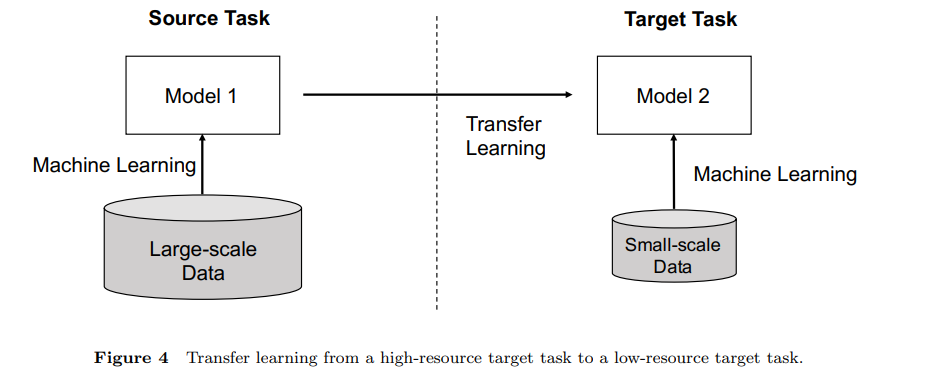 Source Task
Target Task
Model 1
Model 2
Transfer
Learning
Machine Learning
Machine Learning
Large-scale
Data
Small-scale
Data
Figure 4 Transfer learning from a high-resource target task to a low-resource target task.